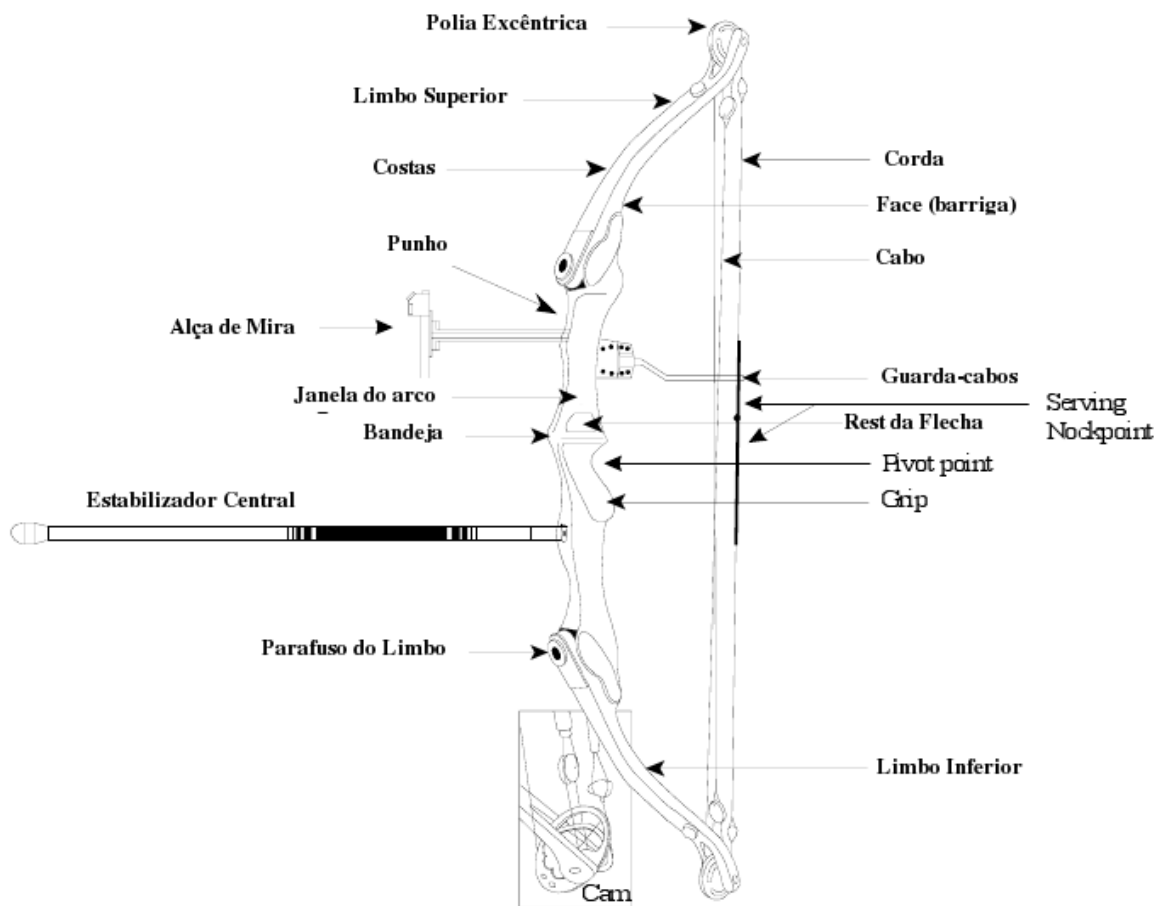 Polia Excêntrica
Limbo Superior
Costas
Corda
Face (barriga)
Punho
Cabo
Alça de Mira
Guarda-cabos
Janela do arco
Serving
Nockpoint
Rest da Flecha
Bandeja
Pivot point
Grip
Estabilizador Central
Parafuso do Limbo
Limbo Inferior
Cam